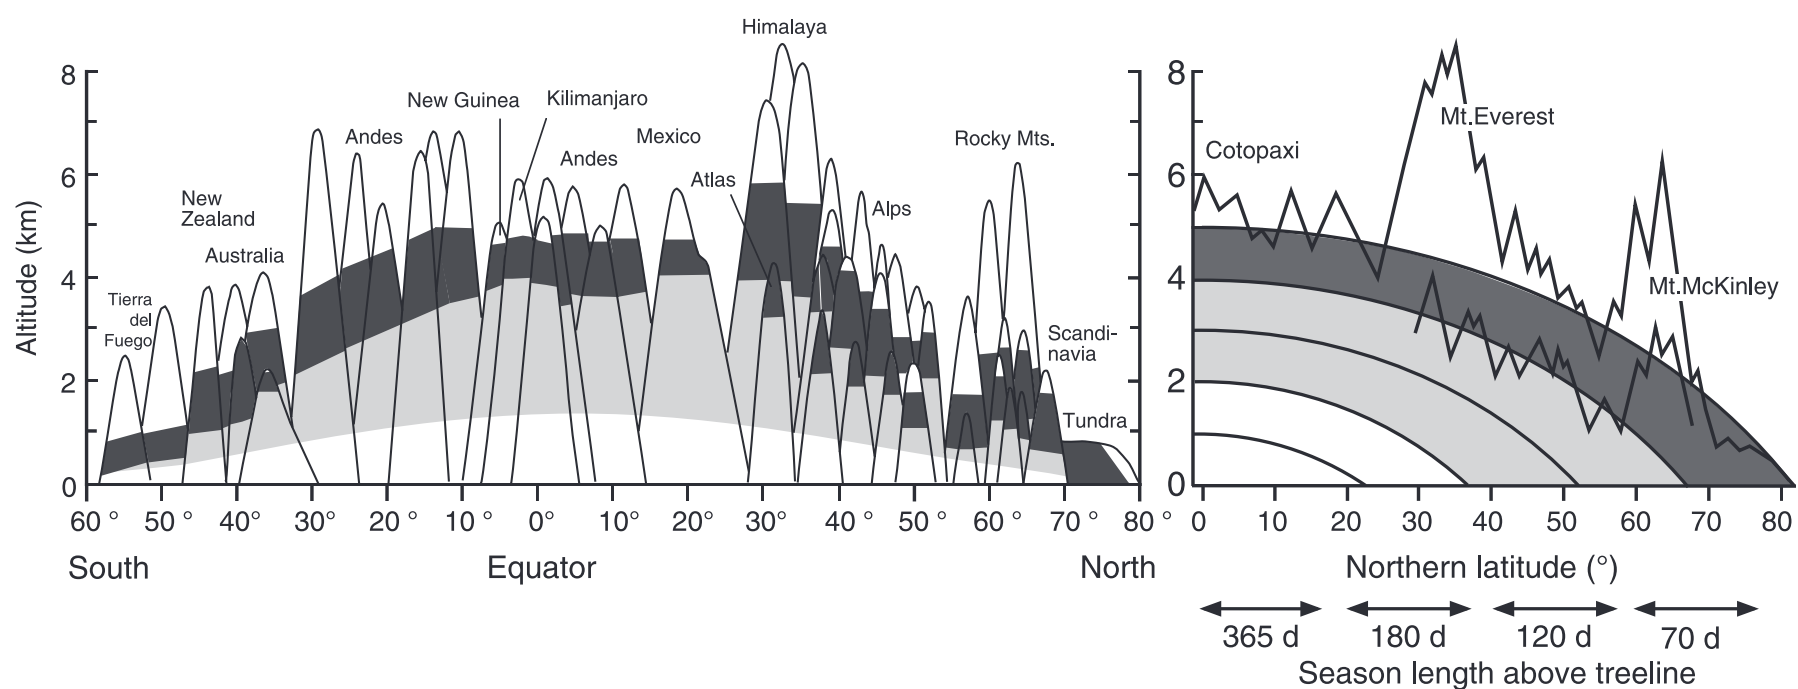 Himalaya
8
New Guinea
Kilimanjaro
Andes
Mexico
Andes
Rocky Mts.
6
Atlas
New
Zealand
Alps
Australia
Altitude (km)
4
Tierra
del
Fuego
Scandi-
navia
2
Tundra
0
60 ° 50 ° 40° 30° 20 ° 10 ° 0° 10° 20° 30° 40 ° 50 ° 60 ° 70 ° 80 °
South Equator North
8
Mt.Everest
Cotopaxi
6
4
Mt.McKinley
2
0
0 10 20 30 40 50 60 70 80
Northern latitude (°)
365 d 180 d 120 d 70 d
Season length above treeline